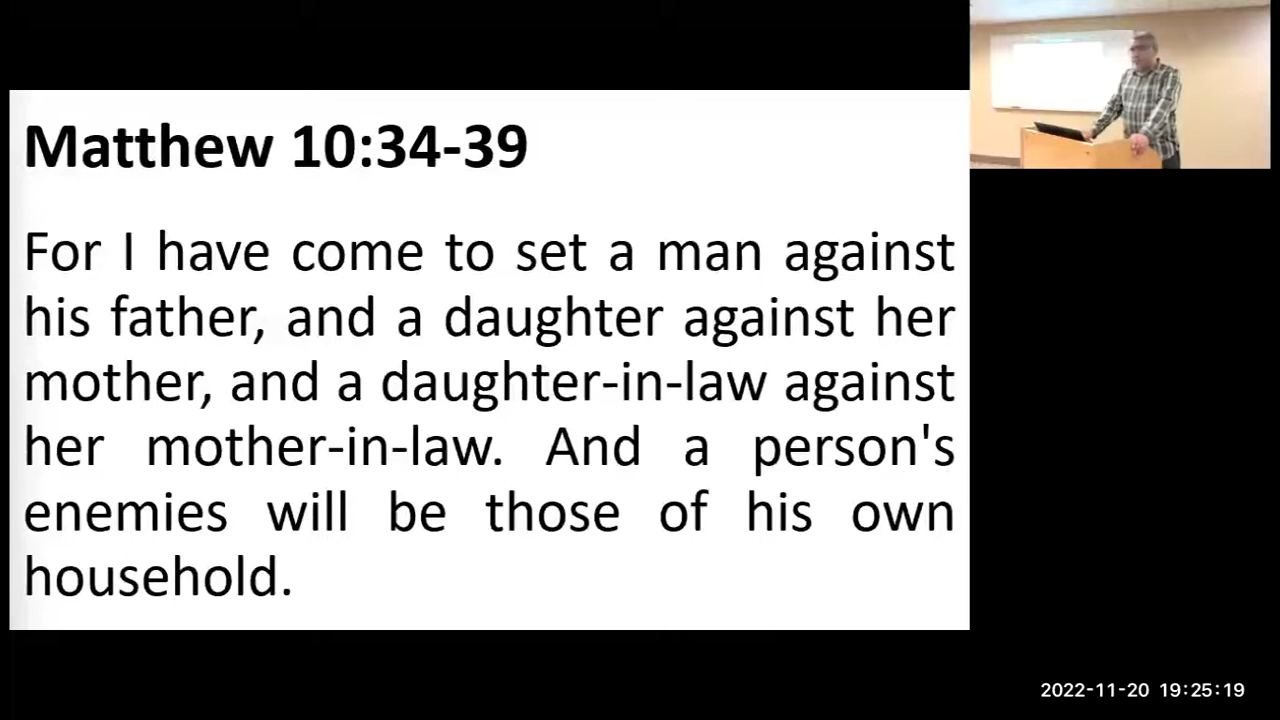 Matthew 10:34-39
For I have come to set a man against
his father, and a daughter against her
mother, and a daughter-in-law against
her mother-in-law. And a person's
enemies will be those of his own
household.
2022-11-20 19:25:19